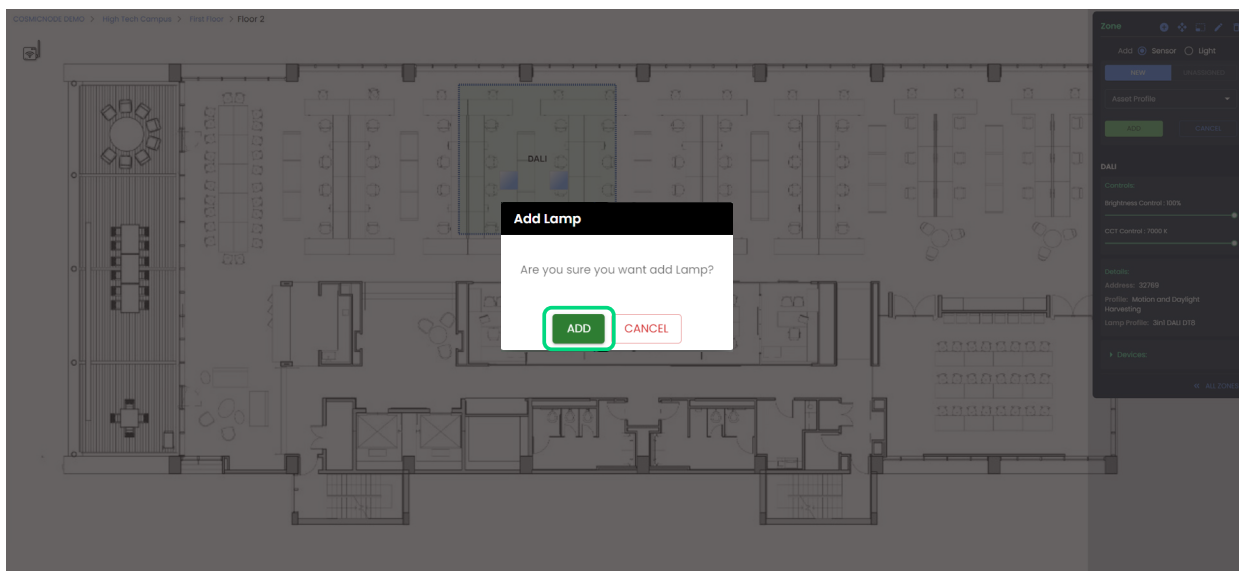 COSMICNODE DEMO > High Tech Campus > First Floor > Floor 2
Zone
Add Sensor Light
NEW
Asset Profile
ADD CANCEL
DALI
DALI
Controls
Brightness Control : 100%
CCT Control : 7000 K
Add Lamp
Are you sure you want add Lamp?
ADD CANCEL
Details:
Address: 32769
Profile: Motion and Daylight
Harvesting
Lamp Profile: 3in1 DALI DT8
Devices
ALL ZONES